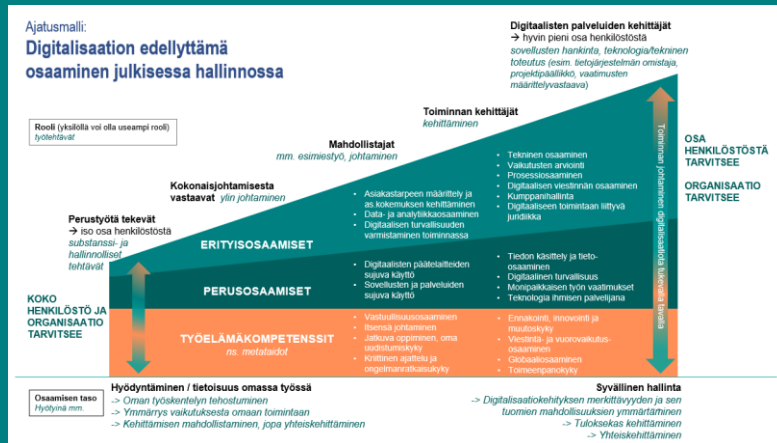 Ajatusmalli:
Digitalisaation edellyttämä
osaaminen julkisessa hallinnossa
Digitalisten palveluiden kehittäjät
→ hyvin pieni osa henkilöstöstä
sovellusten hankinta, teknologia/tekninen
toteutus (esim. tietojärjestelmän omistaja,
projektipäällikkö, vaatimusten
määrittelyvastaava)
Rooli (yksilöllä voi olla useampi rooli)
työtehtävät
Toiminnan kehittäjät
kehittäminen
Mahdollistajat
mm. esimiestyö, johtaminen
Kokonaisjohtamisesta
vastaavat ylin johtaminen
Perustyötä tekevät
→ iso osa henkilöstöä
substanssi- ja
hallinnolliset
tehtävät
KOKO
HENKILÖSTÖ JA
ORGANISAATIO
TARVITSEE
ERITYISOSAAMISET
• Asiakastarpeen määrittely ja
as.kokemuksen kehittäminen
• Data- ja analytiikkaosaaminen
• Digitaalisen turvallisuuden
varmistaminen toiminnassa
• Tekninen osaaminen
• Vaikutusten arviointi
• Prosessiosaaminen
• Digitaalisen viestinnän osaaminen
• Kumppanihallinta
• Digitaaliseen toimintaan liittyvä
juridiikka
PERUSOSAAMISET
• Digitaalisten päätelaitteiden
sujuva käyttö
• Sovellusten ja palveluiden
sujuva käyttö
• Tiedon käsittely ja tieto-
osaaminen
• Digitaalinen turvallisuus
• Monipaikkaisen työn vaatimukset
• Teknologia ihmisen palvelijana
TYÖELÄMÄKOMPETENSSIT
ns. metataidot
• Vastuullisuusosaaminen
• Itsensä johtaminen
• Jatkuva oppiminen, oma
uudistumiskyky
• Kriittinen ajattelu ja
ongelmanratkaisukyky
• Ennakointi, innovointi ja
muutoskyky
• Viestintä- ja vuorovaikutus-
osaaminen
• Globaaliosaaminen
• Toimeenpanokyky
Toiminnan johtaminen digitalisaatiota tukevalla tavalla
OSA
HENKILÖSTÖSTÄ
TARVITSEE
ORGANISAATIO
TARVITSEE
Osaamisen taso
Hyötyinä mm.
Hyödyntäminen / tietoisuus omassa työssä
-> Oman työskentelyn tehostuminen
-> Ymmärrys vaikutuksesta omaan toimintaan
-> Kehittämisen mahdollistaminen, jopa yhteiskehittäminen
Syvällinen hallinta
-> Digitalisaatiokehityksen merkittävyyden ja sen
tuomien mahdollisuuksien ymmärtäminen
-> Tuloksekas kehittäminen
-> Yhteiskehittäminen